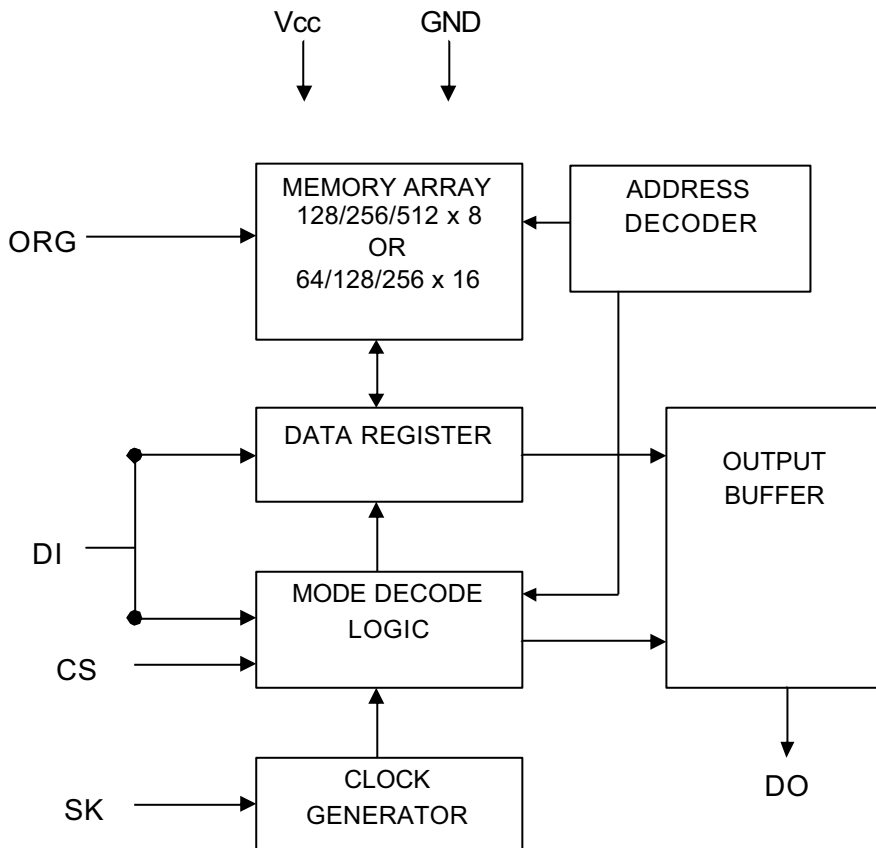 Vcc
GND
MEMORY ARRAY
128/256/512 x 8
OR
64/128/256 x 16
ADDRESS
DECODER
ORG
DATA REGISTER
OUTPUT
BUFFER
DI
MODE DECODE
LOGIC
CS
CLOCK
GENERATOR
SK
DO